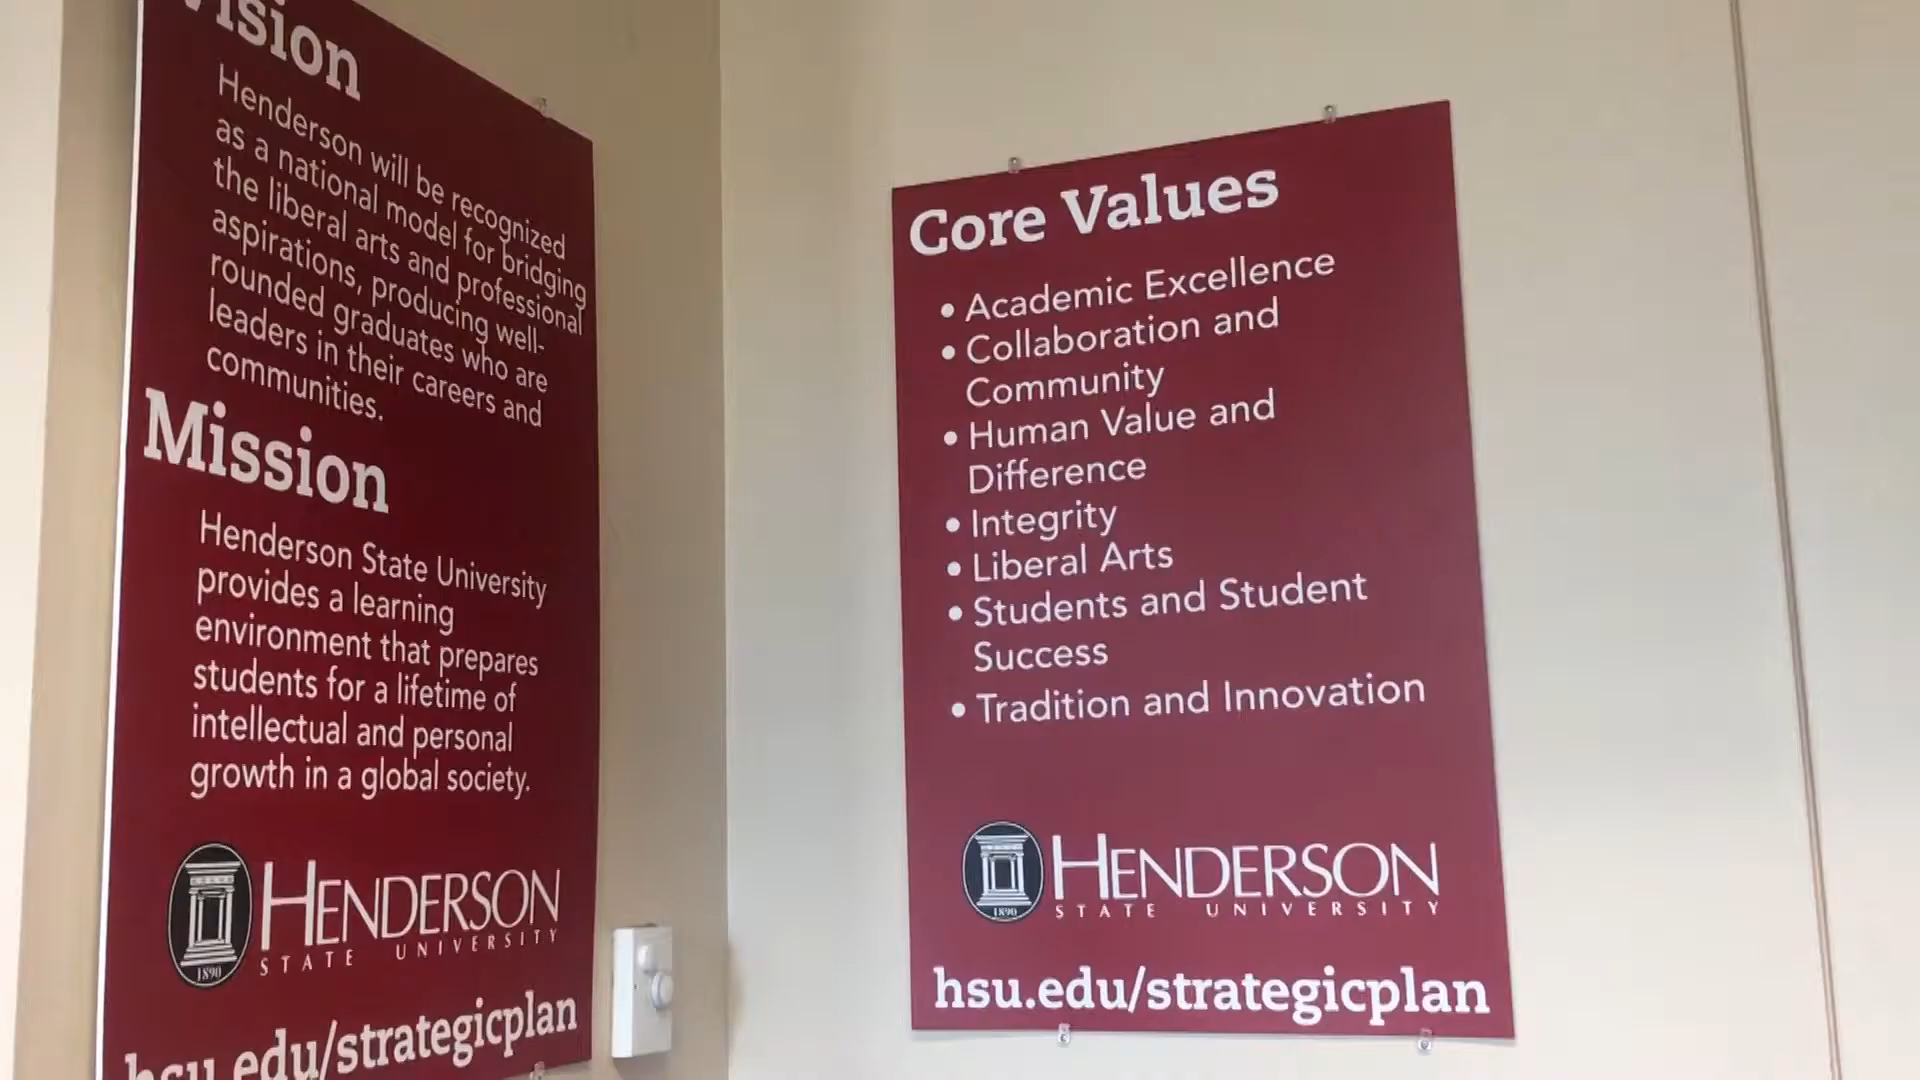 Vision
Henderson will be recognized
as a national model for bridging
the liberal arts and professional
aspirations, producing well-
rounded graduates who are
leaders in their careers and
communities.
Mission
Henderson State University
provides a learning
environment that prepares
students for a lifetime of
intellectual and personal
growth in a global society.
1890
HENDERSON
STATE UNIVERSITY
hsu.edu/strategicplan
Core Values
• Academic Excellence
• Collaboration and
Community
• Human Value and
Difference
• Integrity
• Liberal Arts
• Students and Student
Success
• Tradition and Innovation
1890
HENDERSON
STATE UNIVERSITY
hsu.edu/strategicplan